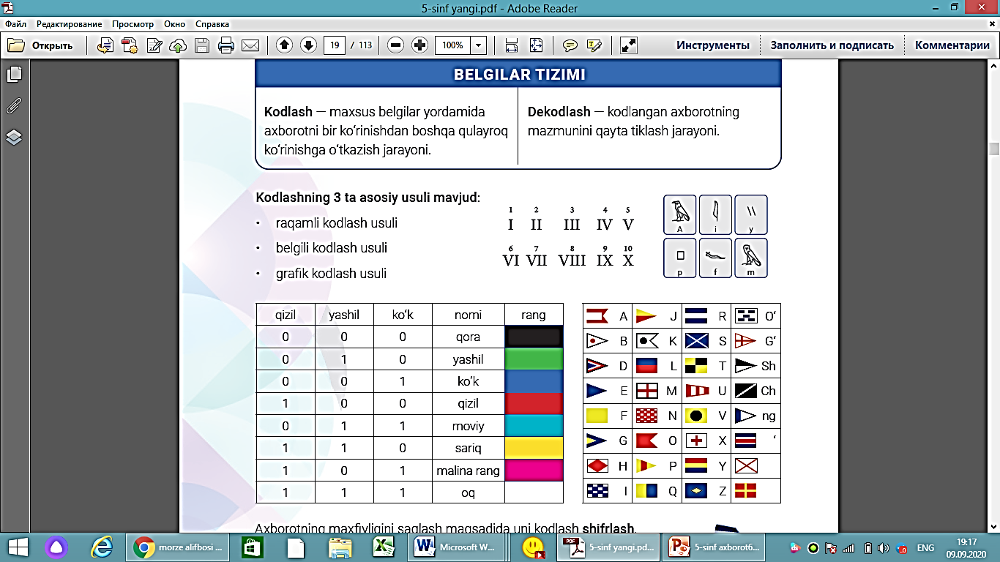 5-sinf yangi.pdf - Adobe Reader
Файл Редактирование Просмотр Окно Справка
Открыть 19 / 113 100% Инструменты Заполнить и подписать Комментарии
BELGILAR TIZIMI
Kodlash — maxsus belgilar yordamida
axborotni bir ko‘rinishdan boshqa qulayroq
ko‘rinishga o‘tkazish jarayoni.
Dekodlash — kodlangan axborotning
mazmunini qayta tiklash jarayoni.
Kodlashning 3 ta asosiy usuli mavjud:
• raqamli kodlash usuli
• belgili kodlash usuli
• grafik kodlash usuli
1 2 3 4 5
I II III IV V
6 7 8 9 10
VI VII VIII IX X
A i y
p f m
qizil yashil ko‘k nomi rang
0 0 0 qora
0 1 0 yashil
0 0 1 ko‘k
1 0 0 qizil
0 1 1 moviy
1 1 0 sariq
1 0 1 malina rang
1 1 1 oq
A J R O‘
B K S G‘
D L T Sh
E M U Ch
F N V ng
G O X ‘
H P Y
I Q Z
Axborotning maxfiyligini saqlash maqsadida uni kodlash shifrlash
morze alifbosi ... Microsoft W... PDF 5-sinf yangi.pd... 5-sinf axborot6... ENG 19:17
09.09.2020